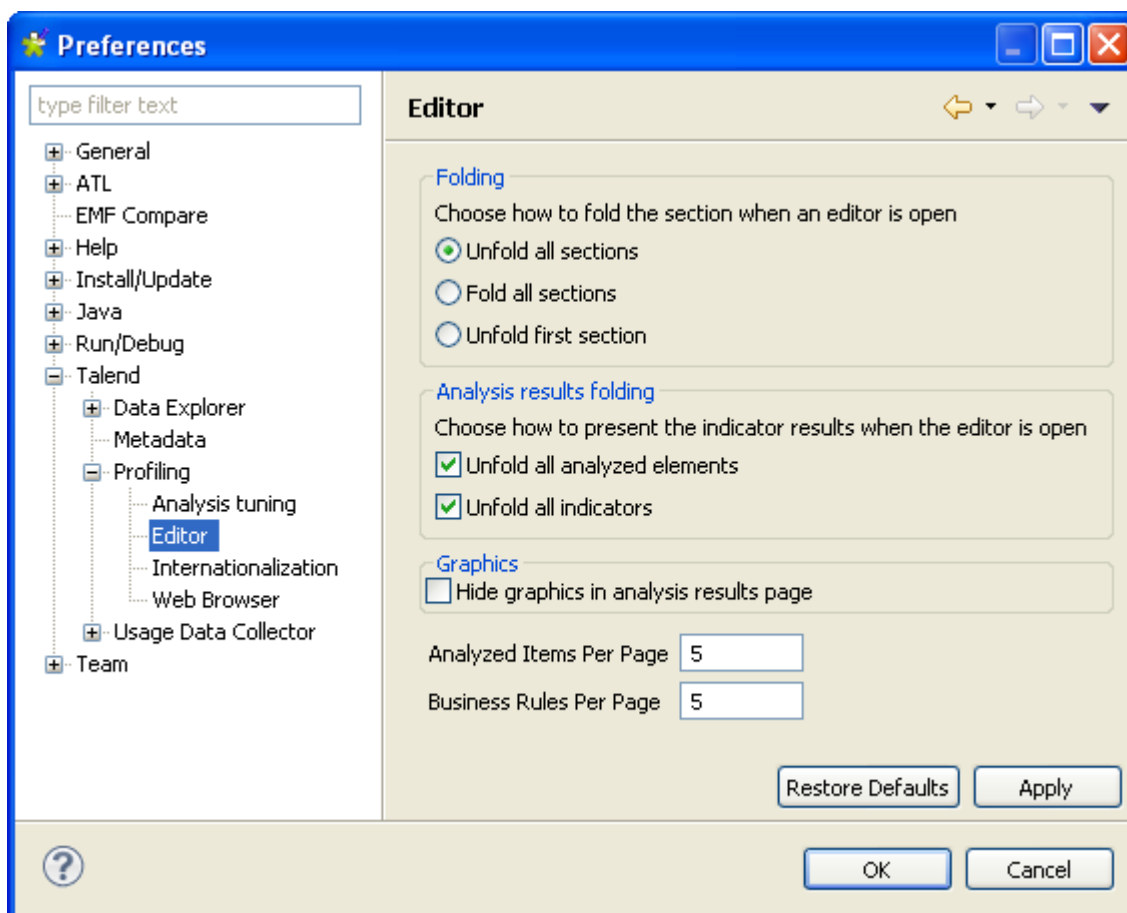 Preferences
type filter text
General
ATL
EMF Compare
Help
Install/Update
Java
Run/Debug
Talend
Data Explorer
Metadata
Profiling
Analysis tuning
Editor
Internationalization
Web Browser
Usage Data Collector
Team
Editor
Folding
Choose how to fold the section when an editor is open
Unfold all sections
Fold all sections
Unfold first section
Analysis results folding
Choose how to present the indicator results when the editor is open
Unfold all analyzed elements
Unfold all indicators
Graphics
Hide graphics in analysis results page
Analyzed Items Per Page 5
Business Rules Per Page 5
Restore Defaults Apply
? OK Cancel